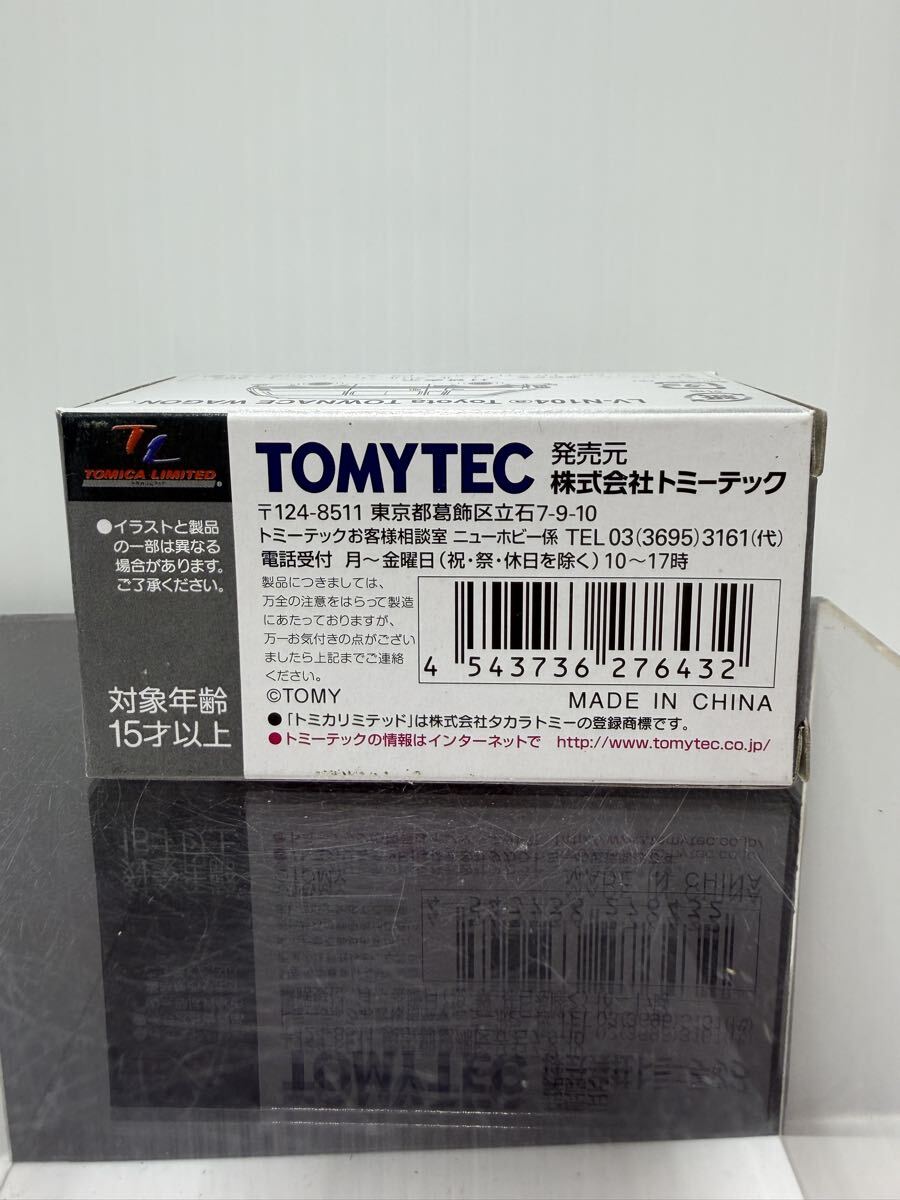 LV-N104a Toyota TOWNACE WAGON
TL
TOMICA LIMITED
●イラストと製品
の一部は異なる
場合があります。
ご了承ください。
対象年齢
15才以上
TOMYTEC 発売元
株式会社トミーテック
〒124-8511 東京都葛飾区立石7-9-10
トミーテックお客様相談室 ニューホビー係 TEL 03(3695)3161(代)
電話受付 月〜金曜日(祝・祭・休日を除く)10〜17時
製品につきましては、
万全の注意をはらって製造
にあたっておりますが、
万一お気付きの点がござい
ましたら上記までご連絡
ください。
4 543736 276432
©TOMY MADE IN CHINA
●「トミカリミテッド」は株式会社タカラトミーの登録商標です。
●トミーテックの情報はインターネットで http://www.tomytec.co.jp/